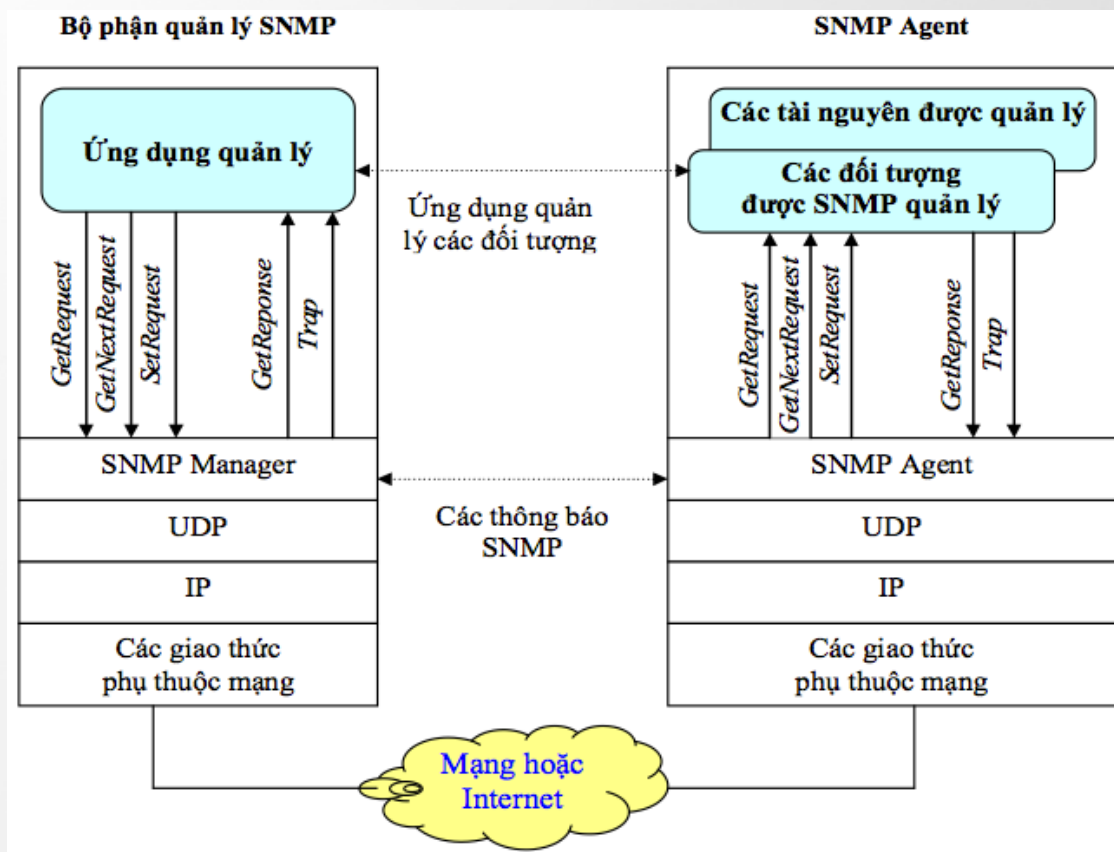 Bộ phận quản lý SNMP
SNMP Agent
Ứng dụng quản lý
Các tài nguyên được quản lý
Các đối tượng
được SNMP quản lý
Ứng dụng quản
lý các đối tượng
GetRequest
GetNextRequest
SetRequest
GetReponse
Trap
GetRequest
GetNextRequest
SetRequest
GetReponse
Trap
SNMP Manager
SNMP Agent
Các thông báo
SNMP
UDP
UDP
IP
IP
Các giao thức
phụ thuộc mạng
Các giao thức
phụ thuộc mạng
Mạng hoặc
Internet